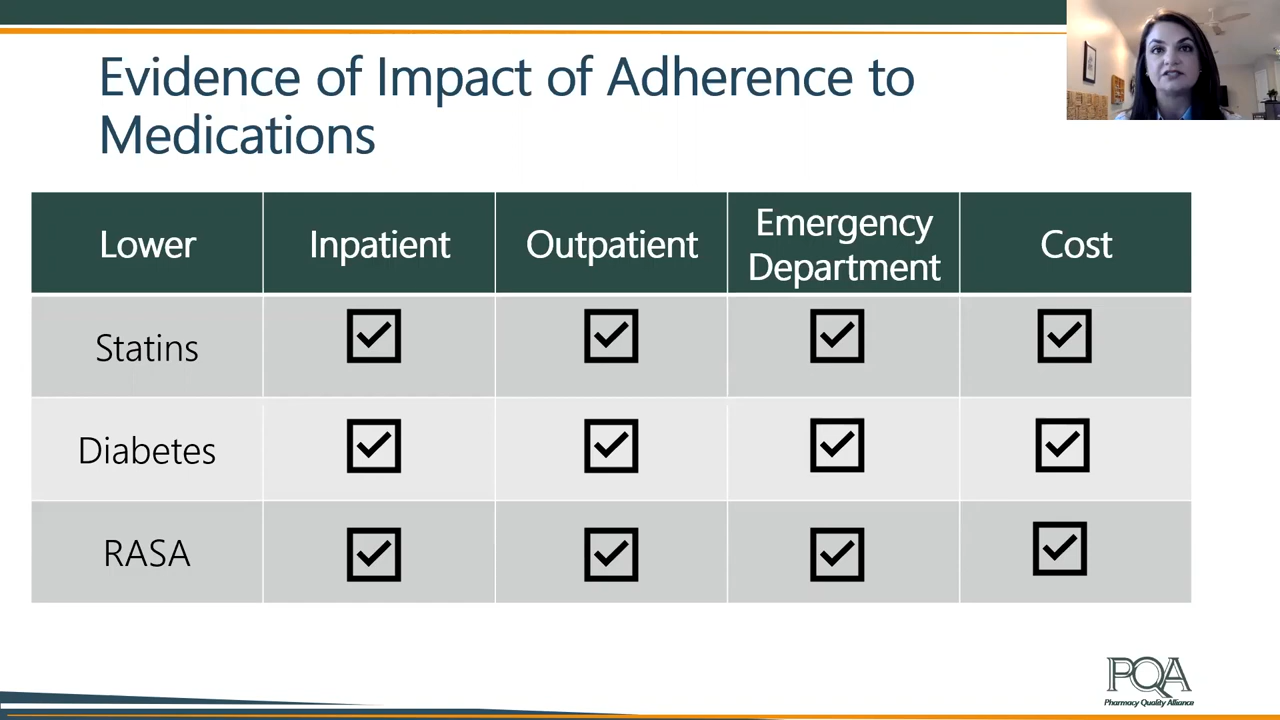 Evidence of Impact of Adherence to
Medications
Lower
Inpatient
Outpatient
Emergency
Department
Cost
Statins
Diabetes
RASA
PQA
Pharmacy Quality Alliance